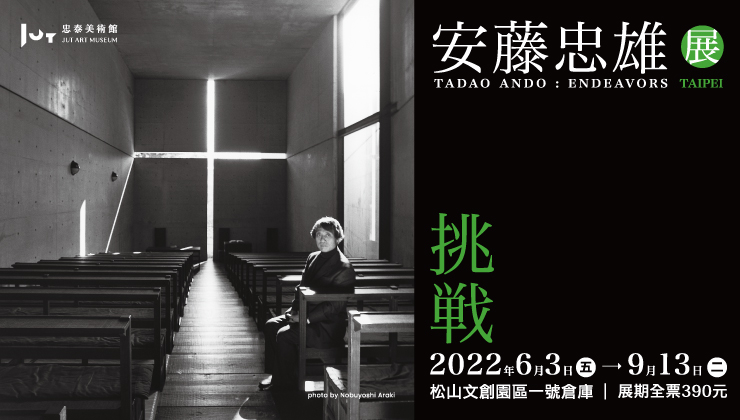 JUT 忠泰美術館
JUT ART MUSEUM
安藤忠雄展
TADAO ANDO : ENDEAVORS TAIPEI
挑
戦
2022年6月3日五→9月13日二
松山文創園區一號倉庫 | 展期全票390元
photo by Nobuyoshi Araki